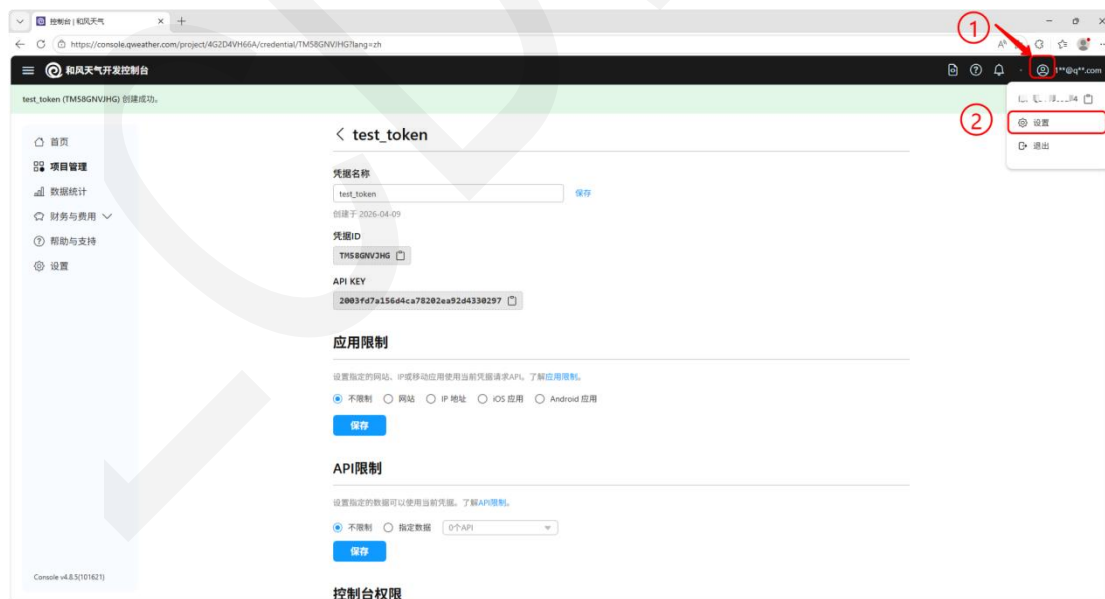 控制台 | 和风天气
https://console.qweather.com/project/4G2D4VH66A/credential/TM58GNVJHG?lang=zh
①
和风天气开发控制台
1**@q**.com
test_token (TM58GNVJHG) 创建成功。
②
设置
退出
首页
项目管理
数据统计
财务与费用
帮助与支持
设置
test_token
凭据名称
test_token
保存
创建于 2026-04-09
凭据ID
TM58GNVJHG
API KEY
2003fd7a156d4ca78202ea92d4330297
应用限制
设置指定的网站、IP或移动应用使用当前凭据请求API。了解应用限制。
不限制 网站 IP 地址 iOS 应用 Android 应用
保存
API限制
设置指定的数据可以使用当前凭据。了解API限制。
不限制 指定数据 0个API
保存
Console v4.8.5(101621)
控制台权限